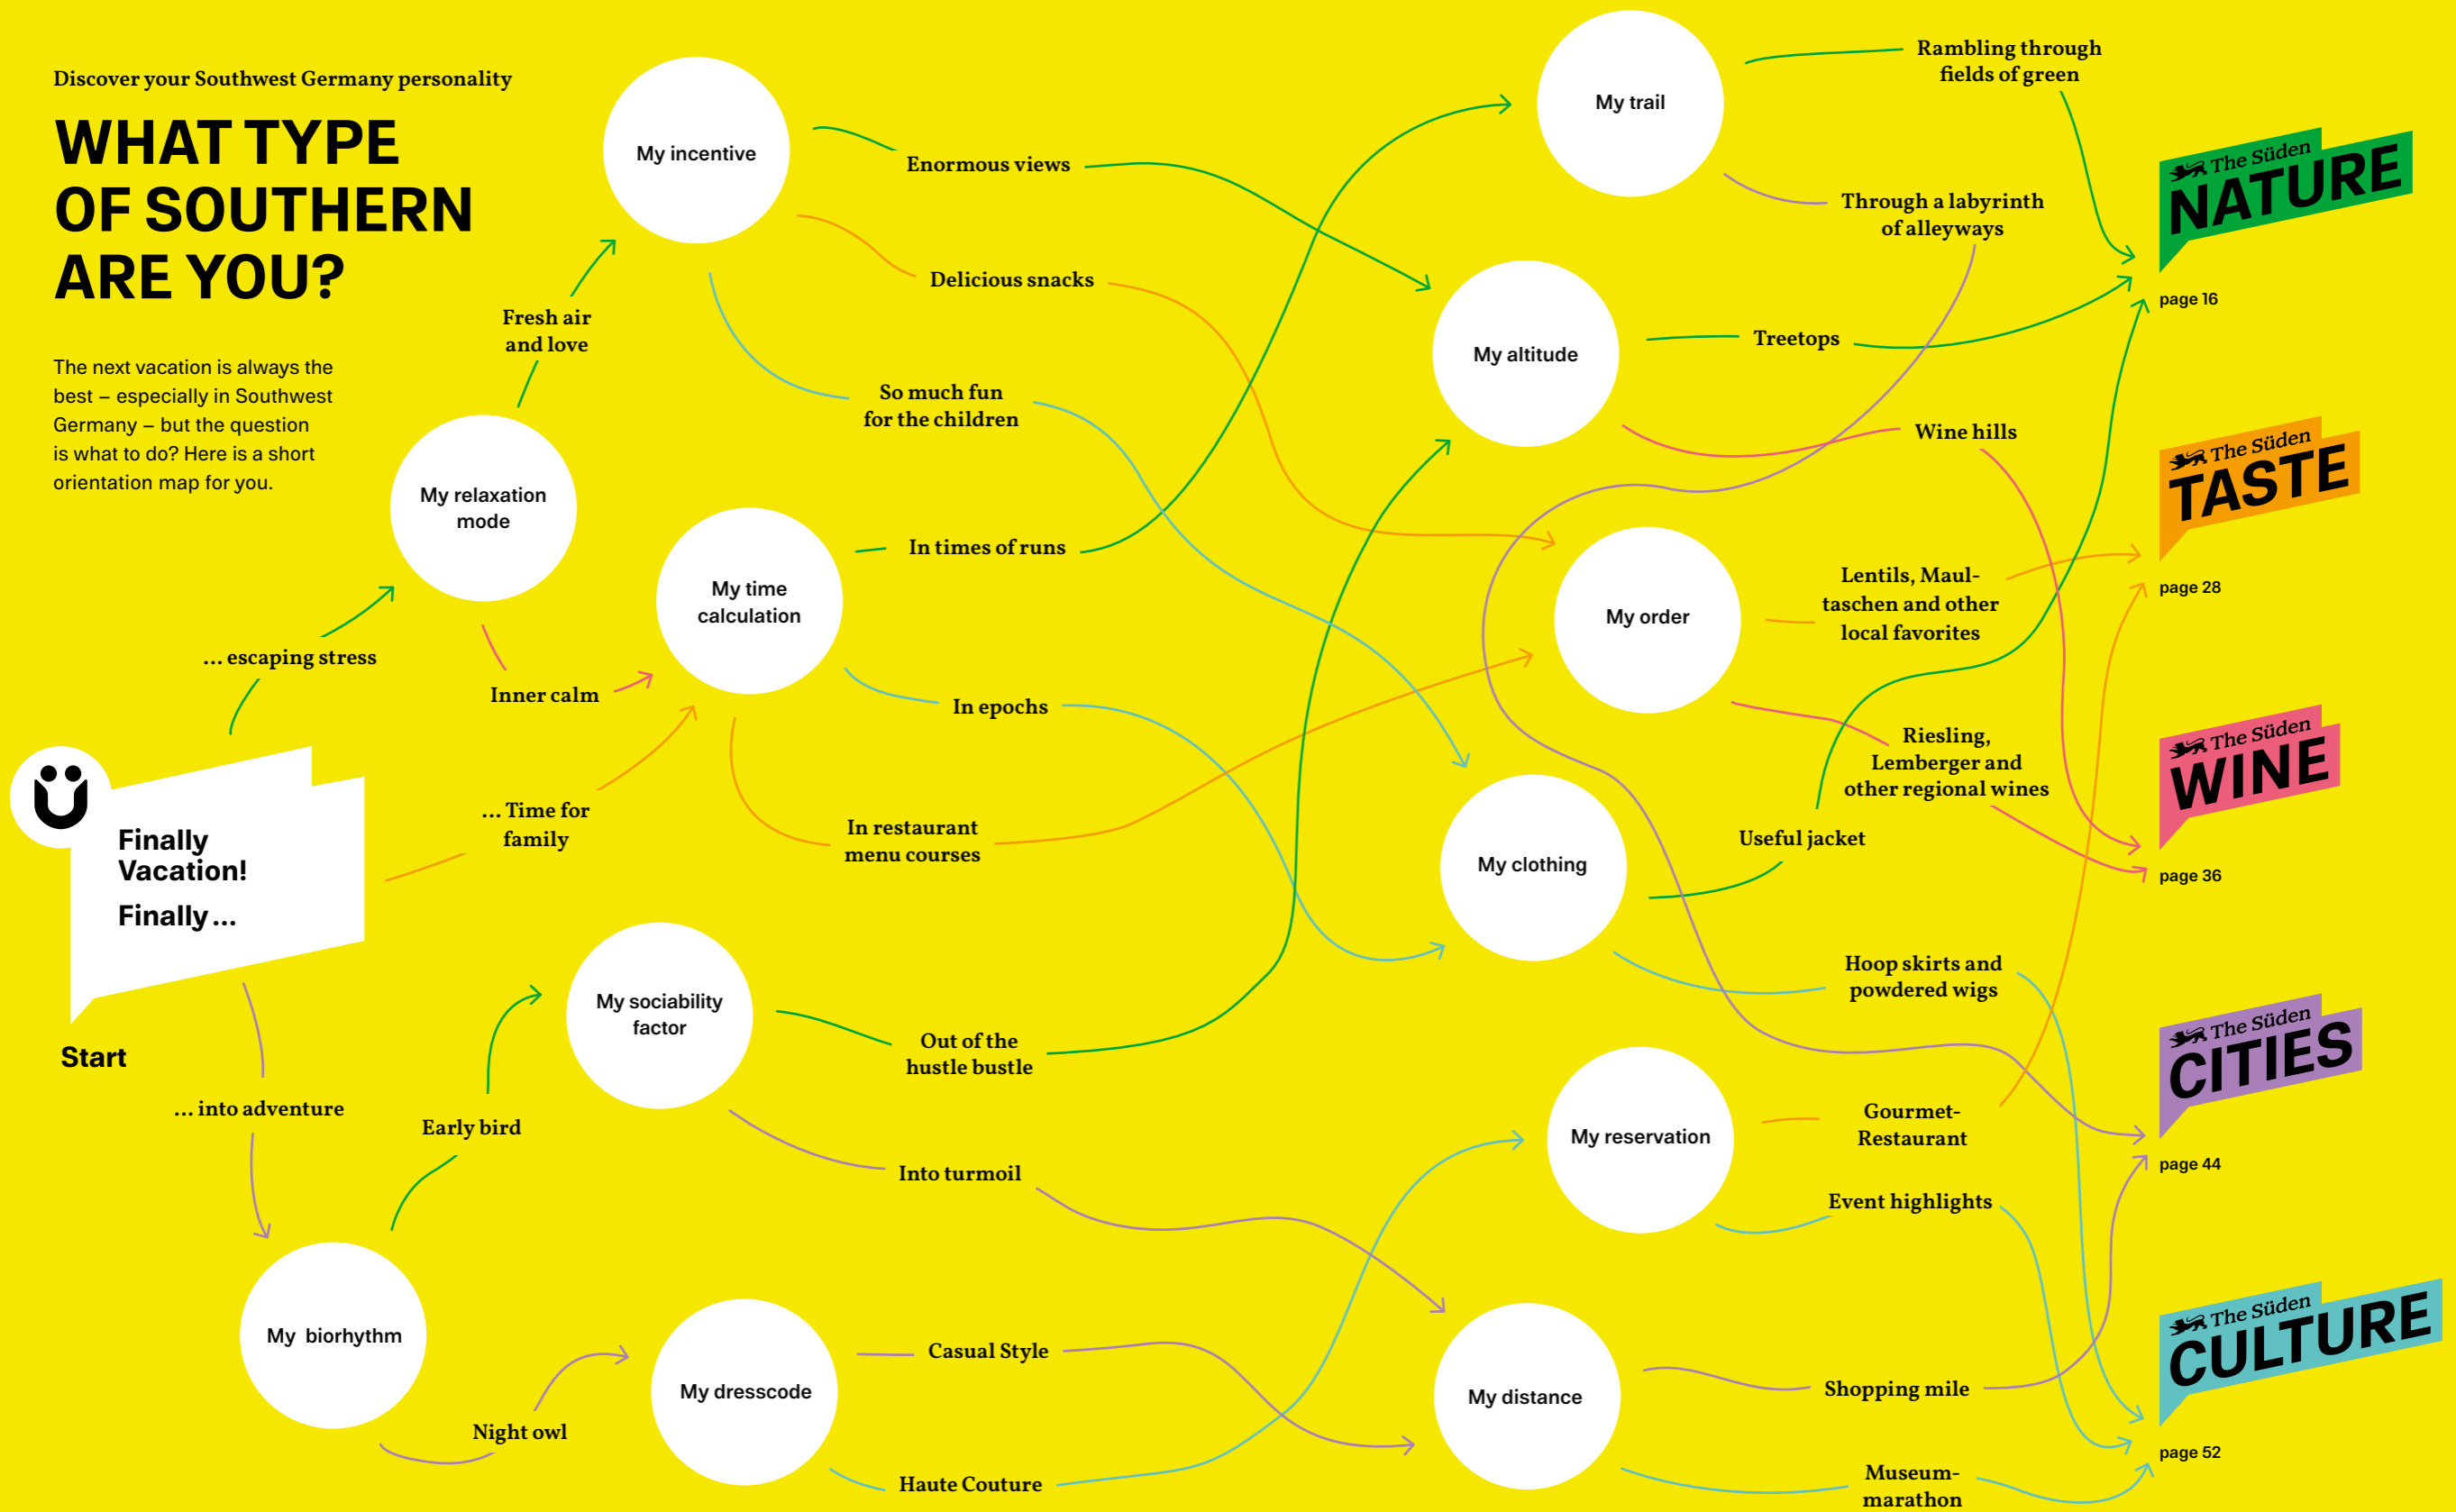 Discover your Southwest Germany personality
WHAT TYPE
OF SOUTHERN
ARE YOU?
The next vacation is always the
best – especially in Southwest
Germany – but the question
is what to do? Here is a short
orientation map for you.
Finally
Vacation!
Finally ...
Start
... escaping stress
... Time for
family
... into adventure
My relaxation
mode
Fresh air
and love
Inner calm
My biorhythm
Early bird
Night owl
My incentive
Enormous views
Delicious snacks
So much fun
for the children
My time
calculation
In times of runs
In epochs
In restaurant
menu courses
My sociability
factor
Out of the
hustle bustle
Into turmoil
My dresscode
Casual Style
Haute Couture
My trail
Rambling through
fields of green
Through a labyrinth
of alleyways
My altitude
Treetops
Wine hills
My order
Lentils, Maul-
taschen and other
local favorites
Riesling,
Lemberger and
other regional wines
My clothing
Useful jacket
Hoop skirts and
powdered wigs
My reservation
Gourmet-
Restaurant
Event highlights
My distance
Shopping mile
Museum-
marathon
The Süden
NATURE
page 16
The Süden
TASTE
page 28
The Süden
WINE
page 36
The Süden
CITIES
page 44
The Süden
CULTURE
page 52